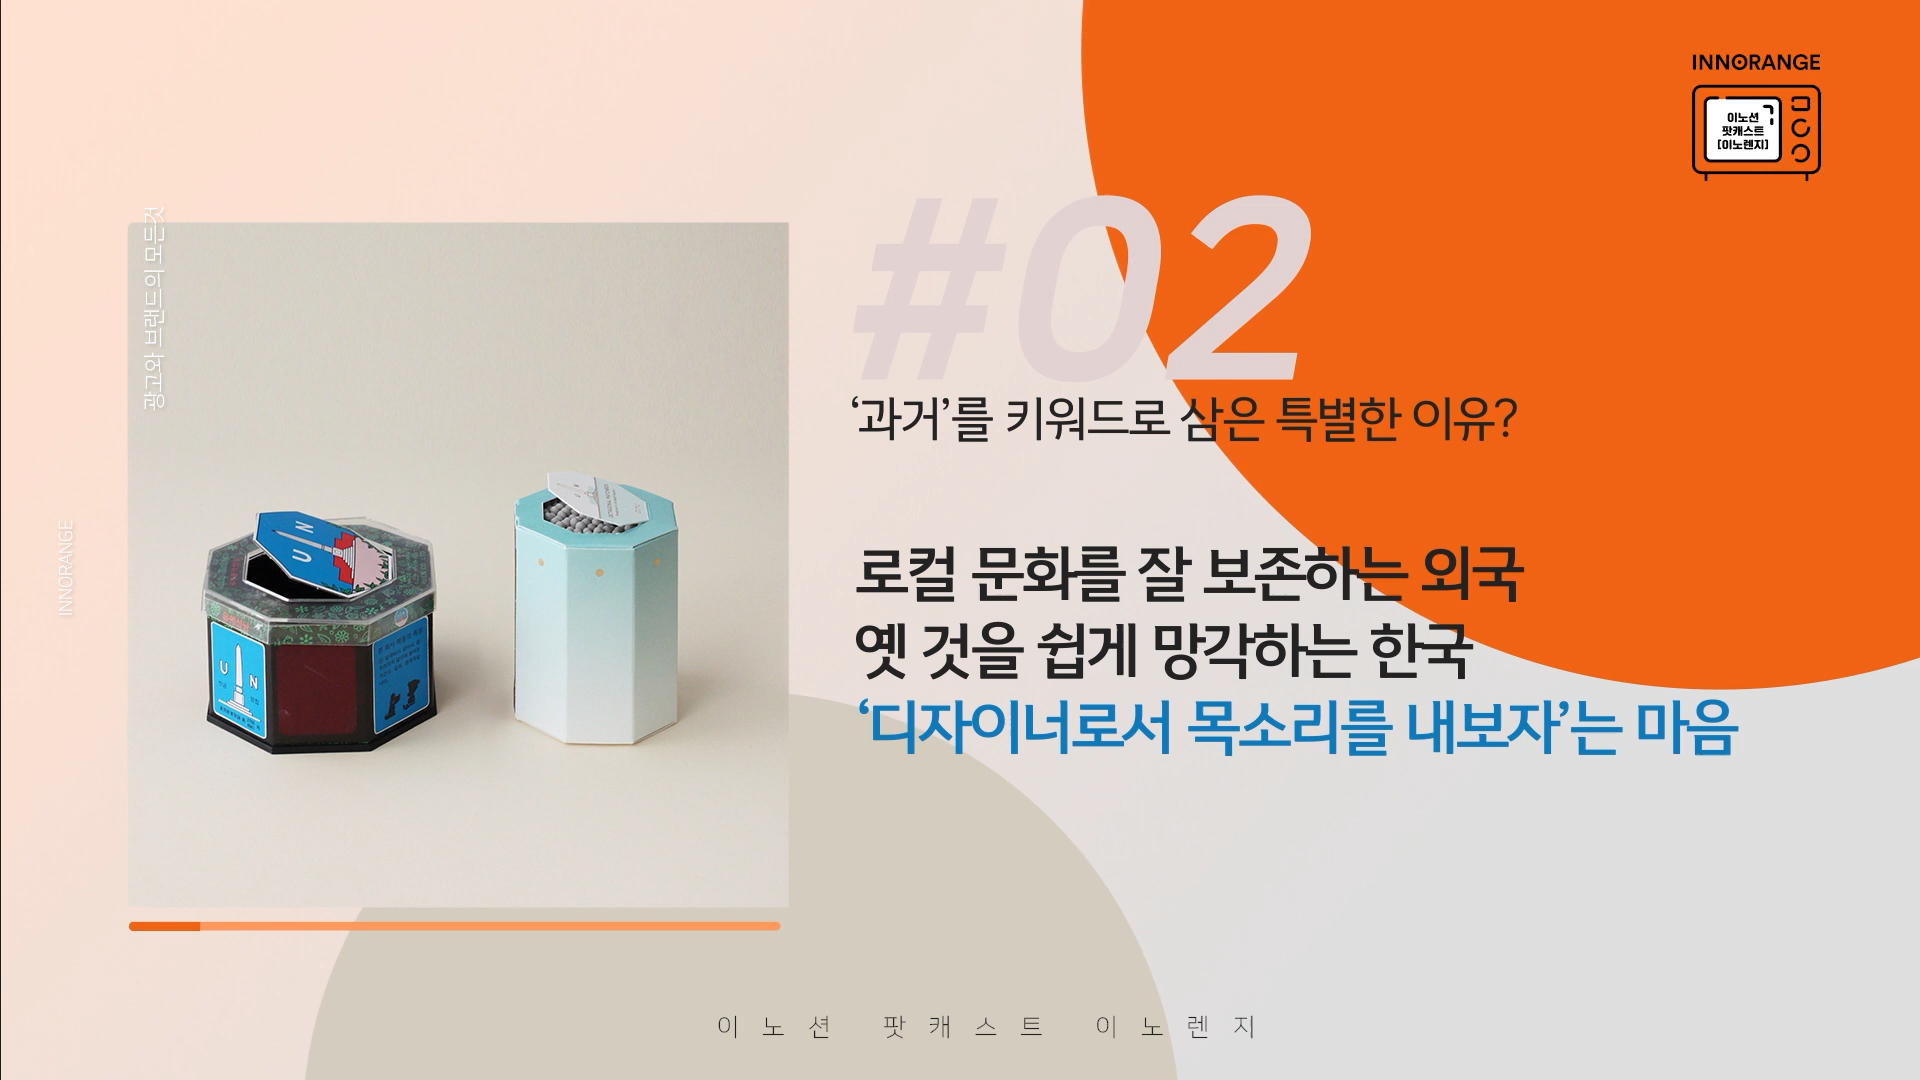 INNORANGE
이노션
팟캐스트
[이노렌지]
광고와 브랜드의 모든것
INNORANGE
#02
‘과거’를 키워드로 삼은 특별한 이유?
로컬 문화를 잘 보존하는 외국
옛 것을 쉽게 망각하는 한국
‘디자이너로서 목소리를 내보자’는 마음
UN
U N
이노션 팟캐스트 이노렌지